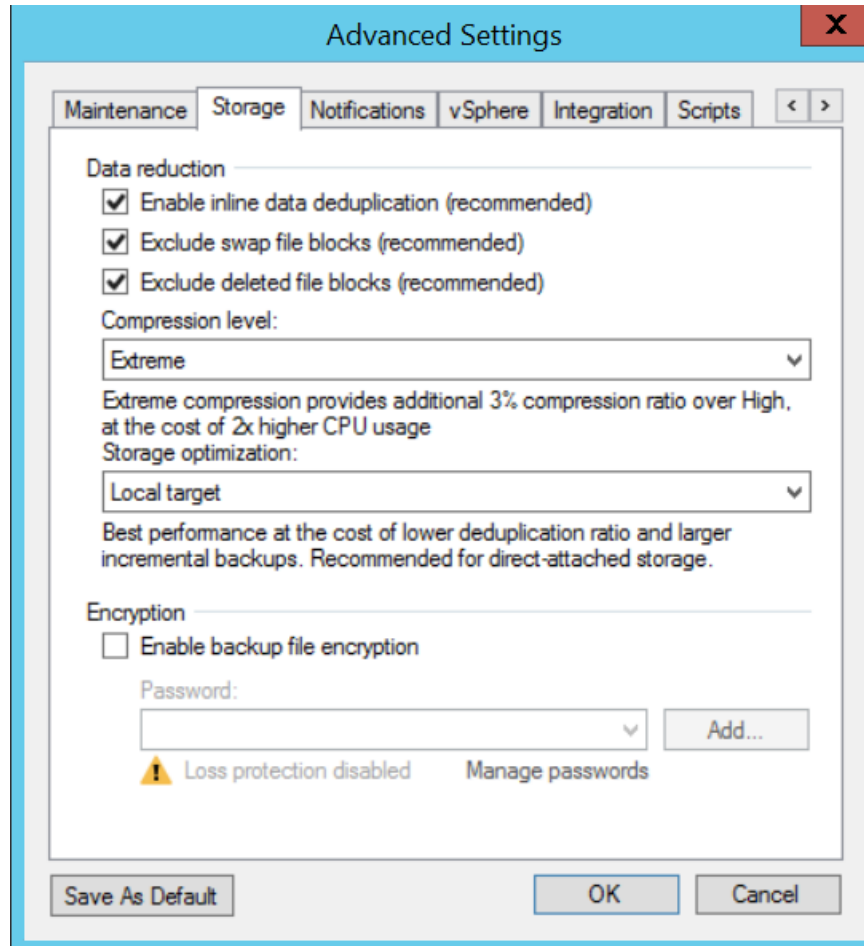 Advanced Settings
X
Maintenance Storage Notifications vSphere Integration Scripts < >
Data reduction
Enable inline data deduplication (recommended)
Exclude swap file blocks (recommended)
Exclude deleted file blocks (recommended)
Compression level:
Extreme
Extreme compression provides additional 3% compression ratio over High,
at the cost of 2x higher CPU usage
Storage optimization:
Local target
Best performance at the cost of lower deduplication ratio and larger
incremental backups. Recommended for direct-attached storage.
Encryption
Enable backup file encryption
Password:
Add...
Loss protection disabled Manage passwords
Save As Default OK Cancel